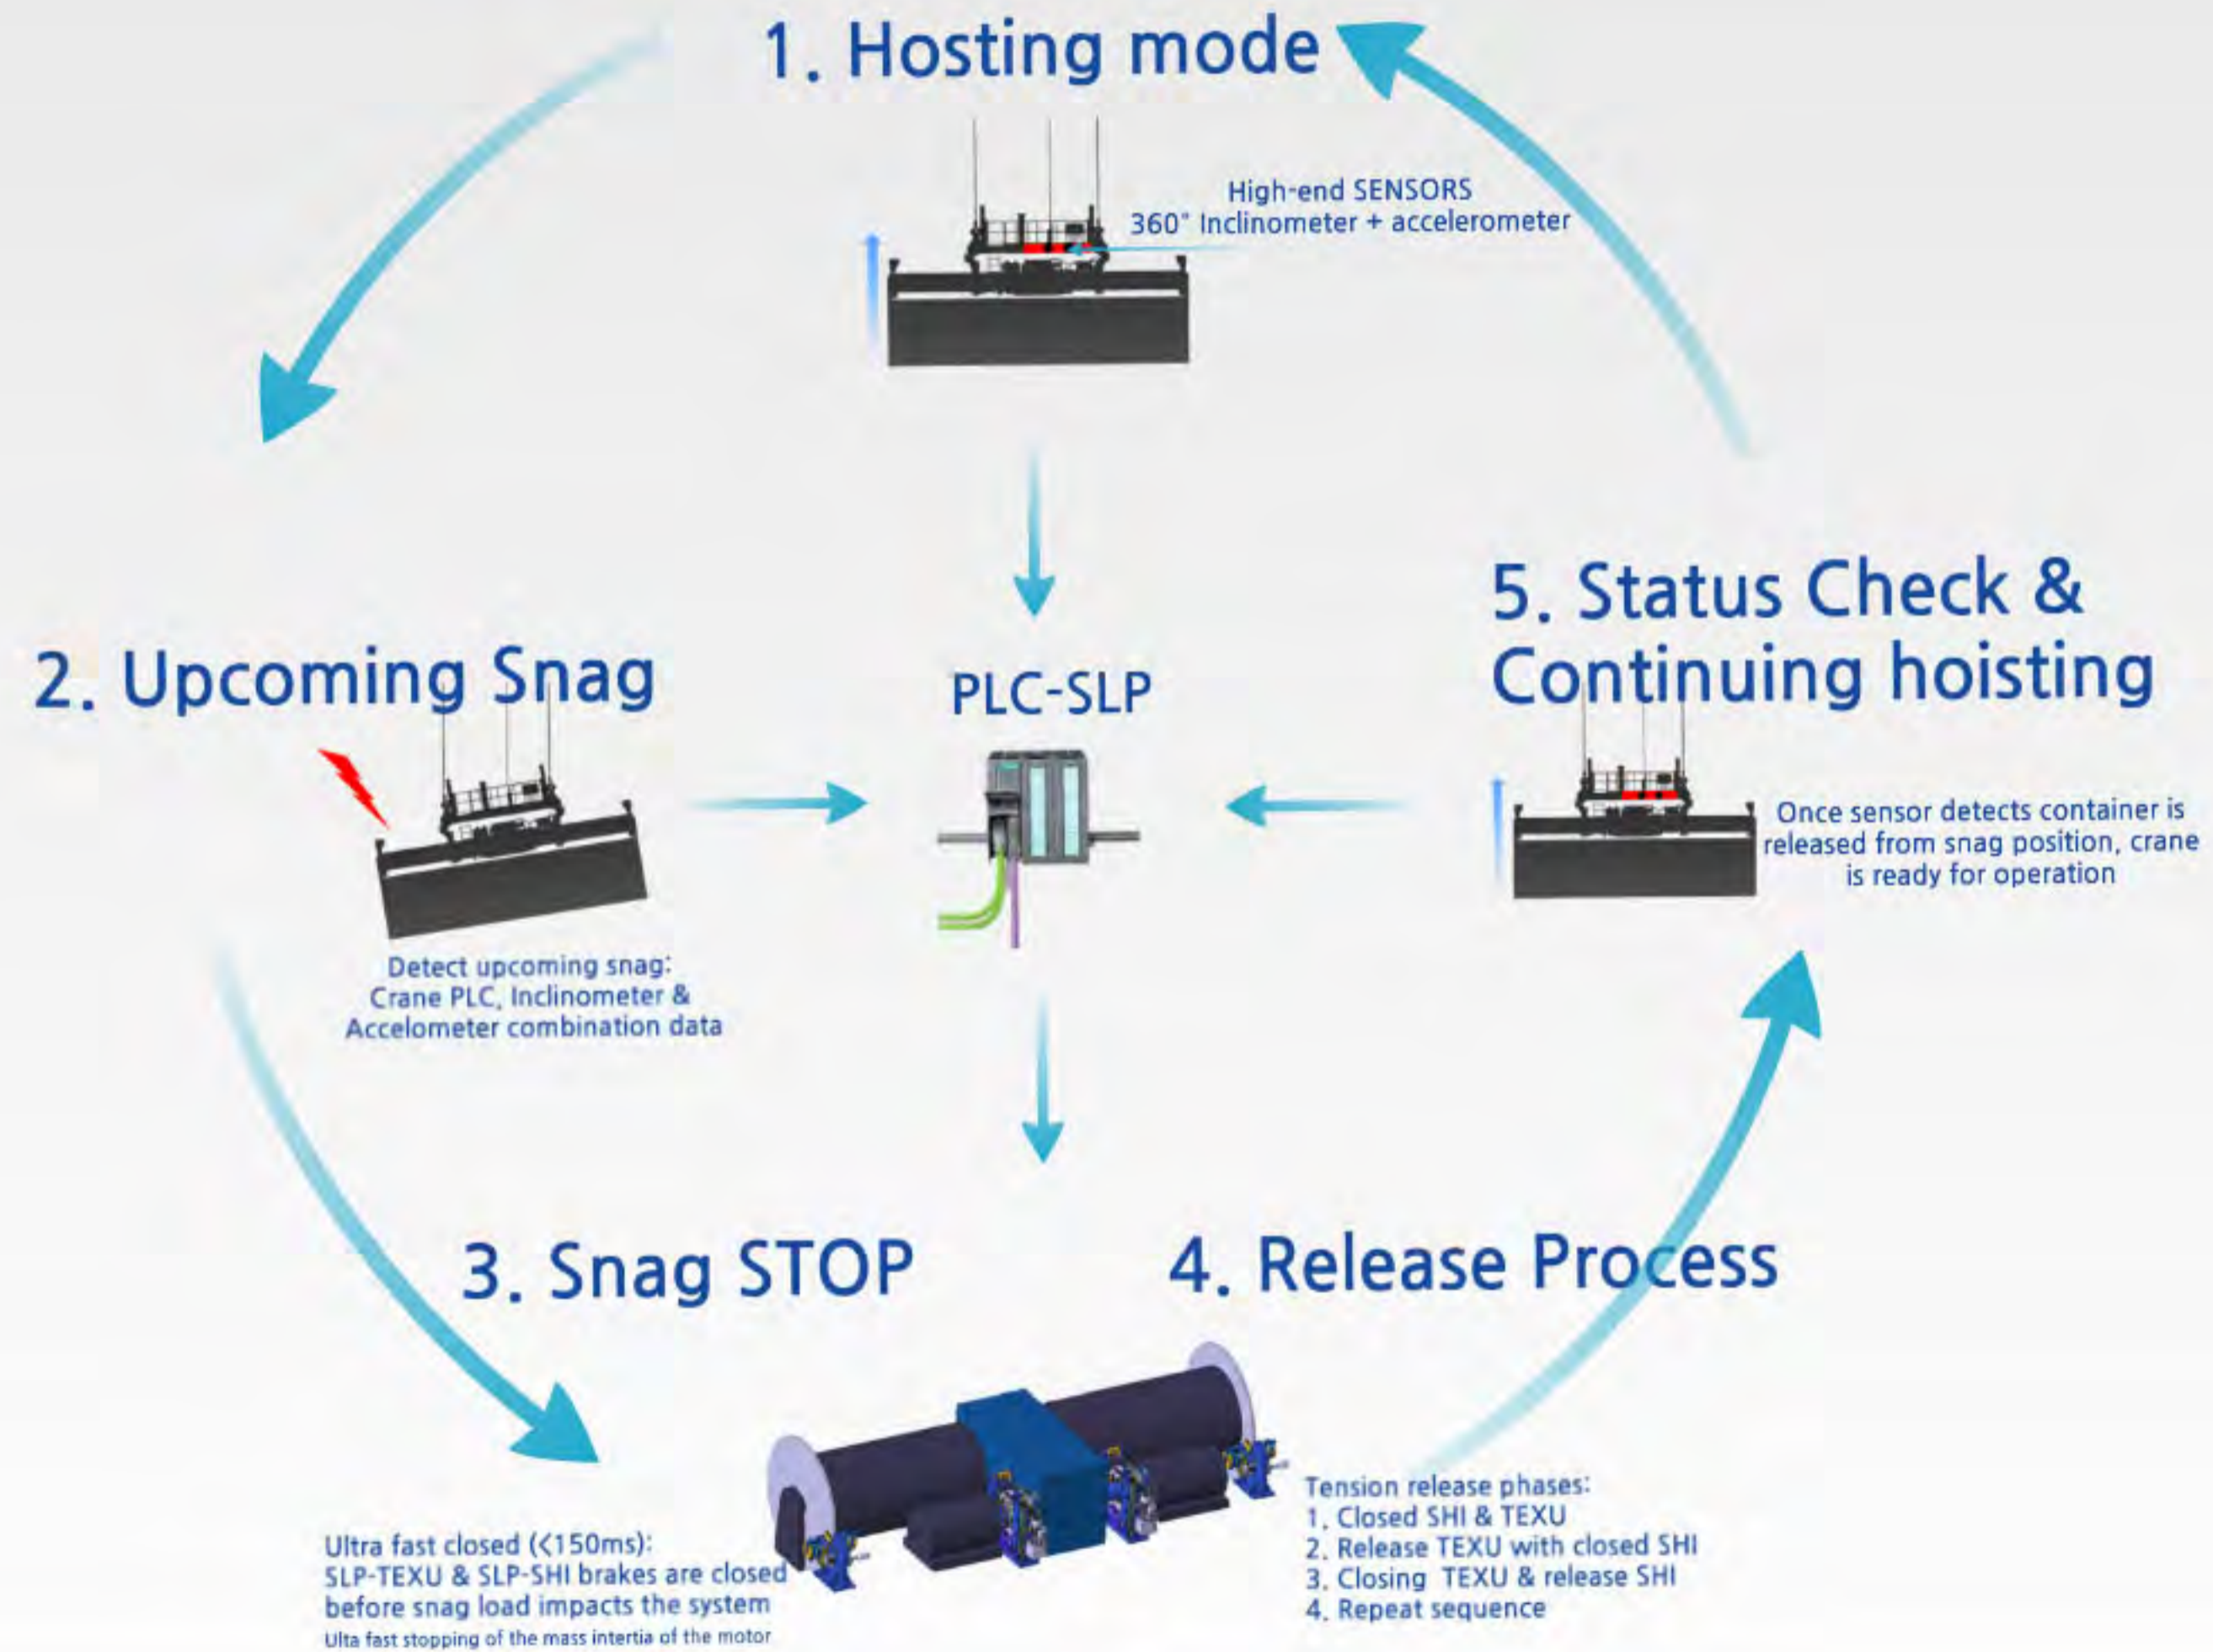 1. Hosting mode
High-end SENSORS
360° Inclinometer + accelerometer
2. Upcoming Snag
Detect upcoming snag:
Crane PLC, Inclinometer &
Accelometer combination data
PLC-SLP
5. Status Check &
Continuing hoisting
Once sensor detects container is
released from snag position, crane
is ready for operation
3. Snag STOP
Ultra fast closed (<150ms):
SLP-TEXU & SLP-SHI brakes are closed
before snag load impacts the system
Ulta fast stopping of the mass intertia of the motor
4. Release Process
Tension release phases:
1. Closed SHI & TEXU
2. Release TEXU with closed SHI
3. Closing TEXU & release SHI
4. Repeat sequence